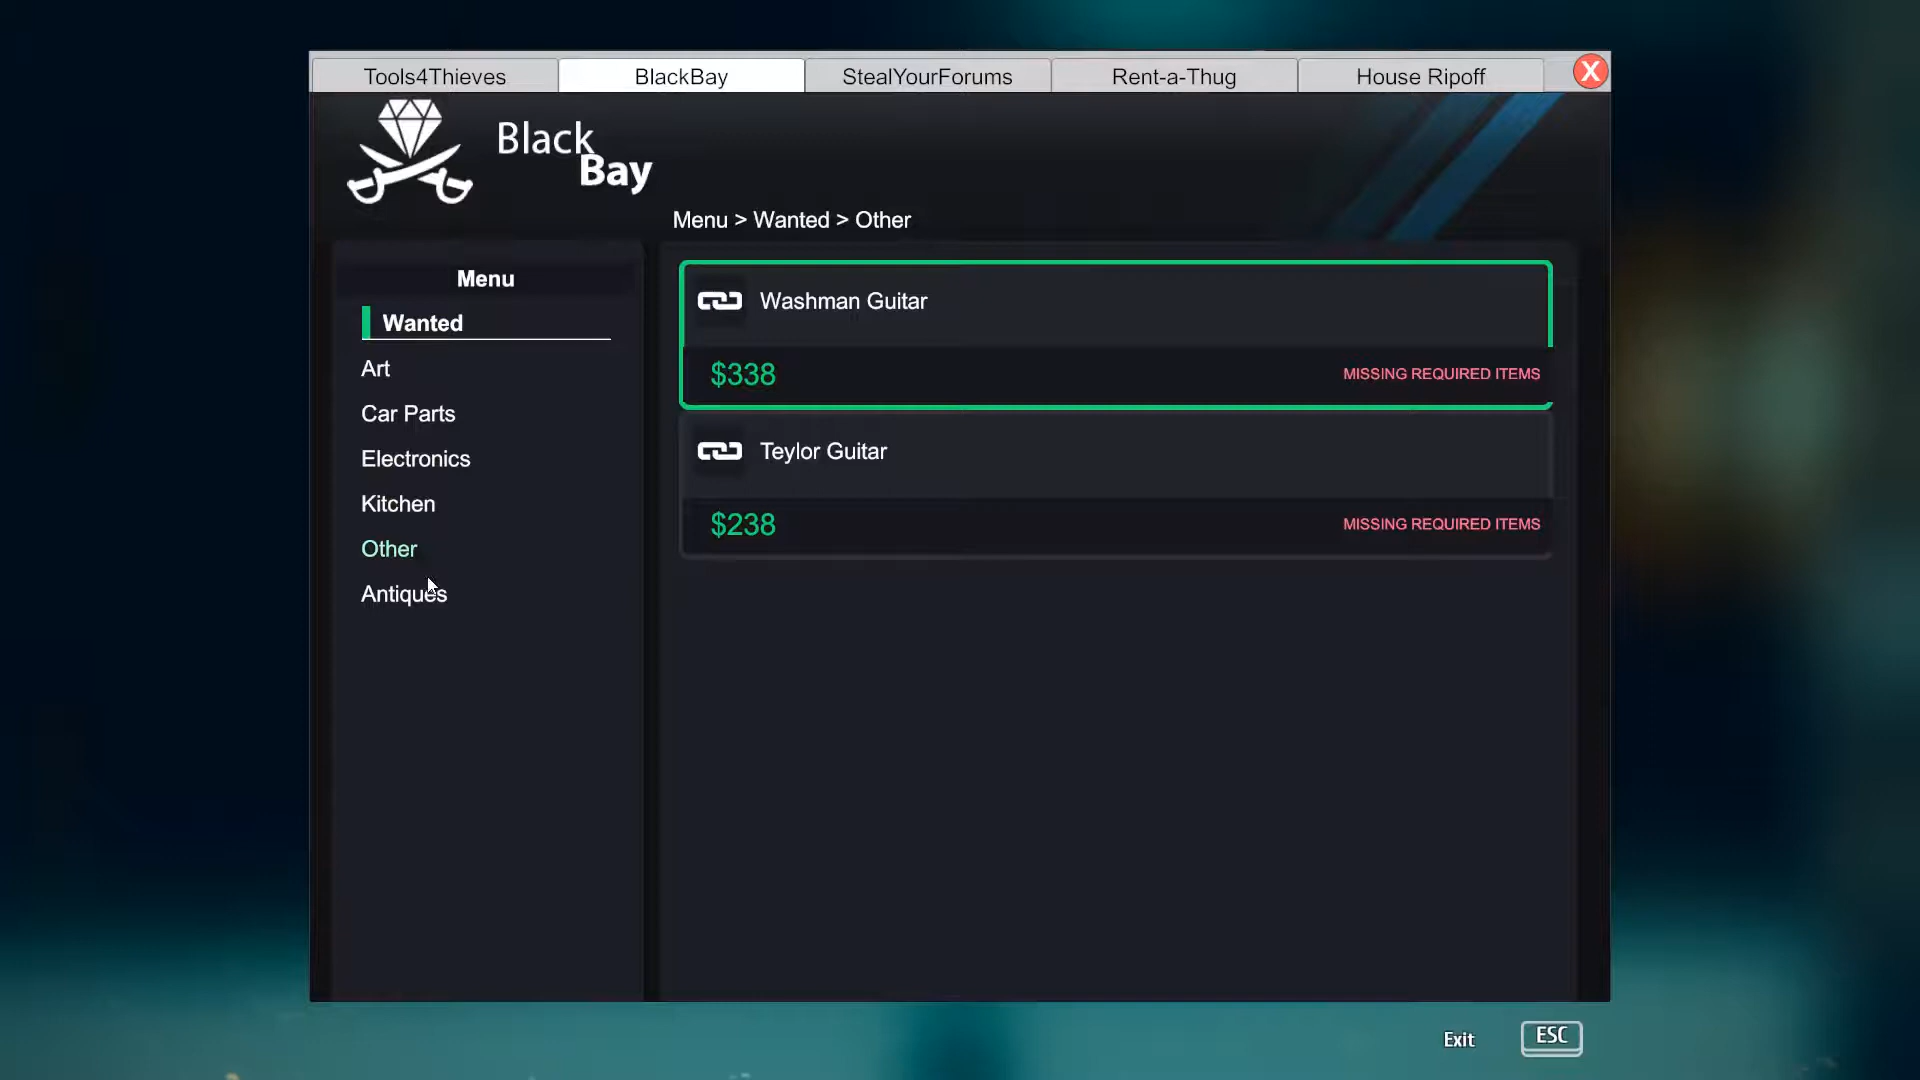 Tools4Thieves
BlackBay
StealYourForums
Rent-a-Thug
House Ripoff
X
Black
Bay
Menu > Wanted > Other
Menu
Wanted
Art
Car Parts
Electronics
Kitchen
Other
Antiques
Washman Guitar
$338
MISSING REQUIRED ITEMS
Teylor Guitar
$238
MISSING REQUIRED ITEMS
Exit
ESC